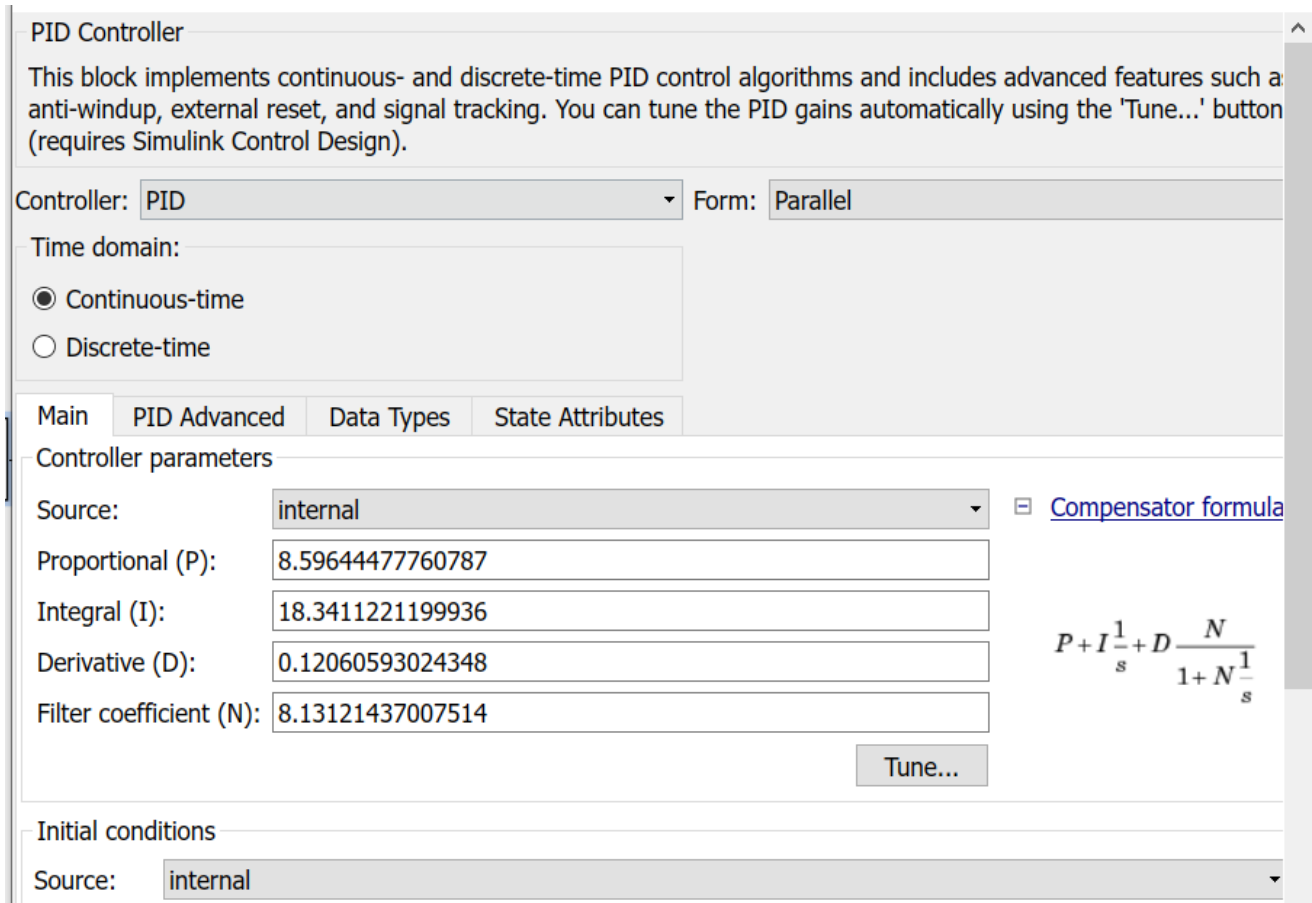 PID Controller
This block implements continuous- and discrete-time PID control algorithms and includes advanced features such as
anti-windup, external reset, and signal tracking. You can tune the PID gains automatically using the 'Tune...' button
(requires Simulink Control Design).
Controller: PID Form: Parallel
Time domain:
Continuous-time
Discrete-time
Main PID Advanced Data Types State Attributes
Controller parameters
Source: internal Compensator formula
Proportional (P): 8.59644477760787
Integral (I): 18.3411221199936
Derivative (D): 0.12060593024348
Filter coefficient (N): 8.13121437007514
P + I 1/s + D N/(1 + N 1/s)
Tune...
Initial conditions
Source: internal